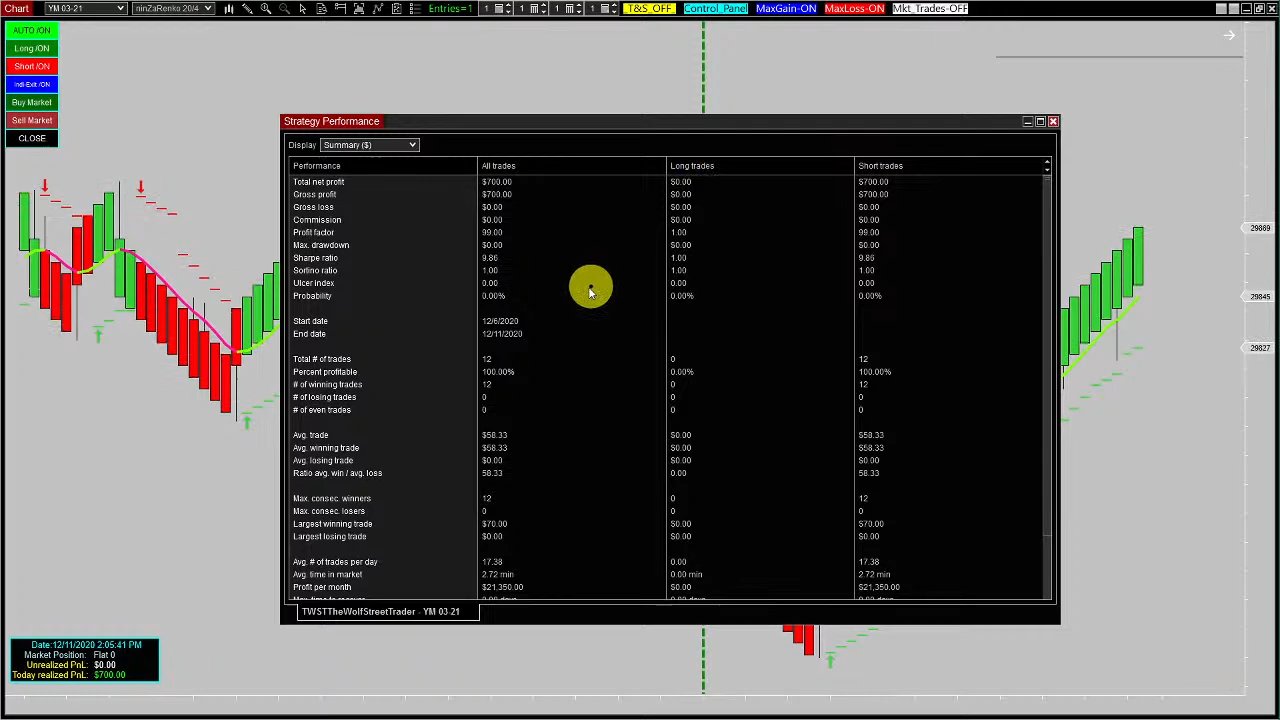 Chart YM 03-21 ninZaRenko 20/4 Entries=1 1 1 1 1 T&S_OFF Control_Panel MaxGain-ON MaxLoss-ON Mkt_Trades-OFF
AUTO /ON
Long /ON
Short /ON
Indi-Exit /ON
Buy Market
Sell Market
CLOSE
Strategy Performance
Display Summary ($)
Performance All trades Long trades Short trades
Total net profit $700.00 $0.00 $700.00
Gross profit $700.00 $0.00 $700.00
Gross loss $0.00 $0.00 $0.00
Commission $0.00 $0.00 $0.00
Profit factor 99.00 1.00 99.00
Max. drawdown $0.00 $0.00 $0.00
Sharpe ratio 9.86 1.00 9.86
Sortino ratio 1.00 1.00 1.00
Ulcer index 0.00 0.00 0.00
Probability 0.00% 0.00% 0.00%
Start date 12/6/2020
End date 12/11/2020
Total # of trades 12 0 12
Percent profitable 100.00% 0.00% 100.00%
# of winning trades 12 0 12
# of losing trades 0 0 0
# of even trades 0 0 0
Avg. trade $58.33 $0.00 $58.33
Avg. winning trade $58.33 $0.00 $58.33
Avg. losing trade $0.00 $0.00 $0.00
Ratio avg. win / avg. loss 58.33 0.00 58.33
Max. consec. winners 12 0 12
Max. consec. losers 0 0 0
Largest winning trade $70.00 $0.00 $70.00
Largest losing trade $0.00 $0.00 $0.00
Avg. # of trades per day 17.38 0.00 17.38
Avg. time in market 2.72 min 0.00 min 2.72 min
Profit per month $21,350.00 $0.00 $21,350.00
TWSTTheWolfStreetTrader - YM 03-21
29869
29845
29827
Date:12/11/2020 2:05:41 PM
Market Position: Flat 0
Unrealized PnL: $0.00
Today realized PnL: $700.00